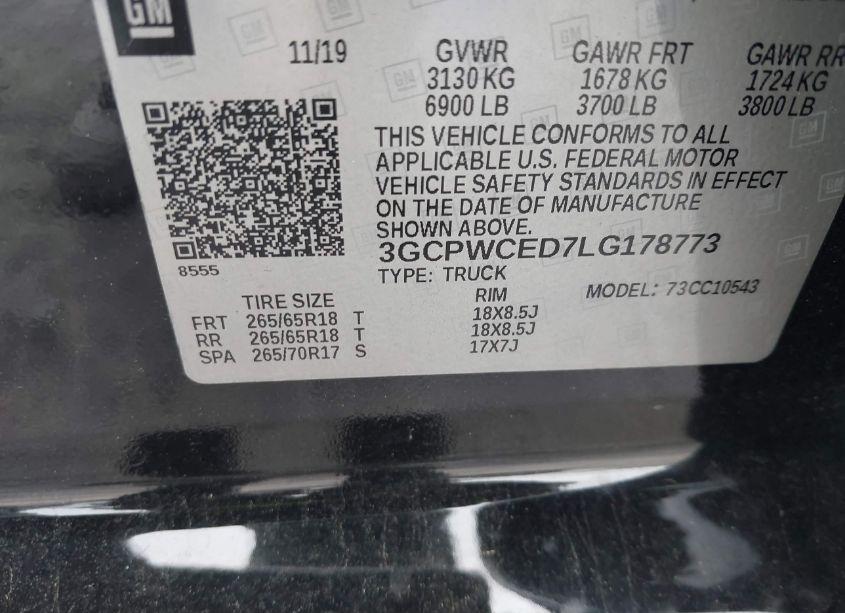 GM
11/19 GVWR GAWR FRT GAWR RR
3130 KG 1678 KG 1724 KG
6900 LB 3700 LB 3800 LB
THIS VEHICLE CONFORMS TO ALL
APPLICABLE U.S. FEDERAL MOTOR
VEHICLE SAFETY STANDARDS IN EFFECT
ON THE DATE OF MANUFACTURE
SHOWN ABOVE.
3GCPWCED7LG178773
8555 TYPE: TRUCK
MODEL: 73CC10543
TIRE SIZE RIM
FRT 265/65R18 T 18X8.5J
RR 265/65R18 T 18X8.5J
SPA 265/70R17 S 17X7J